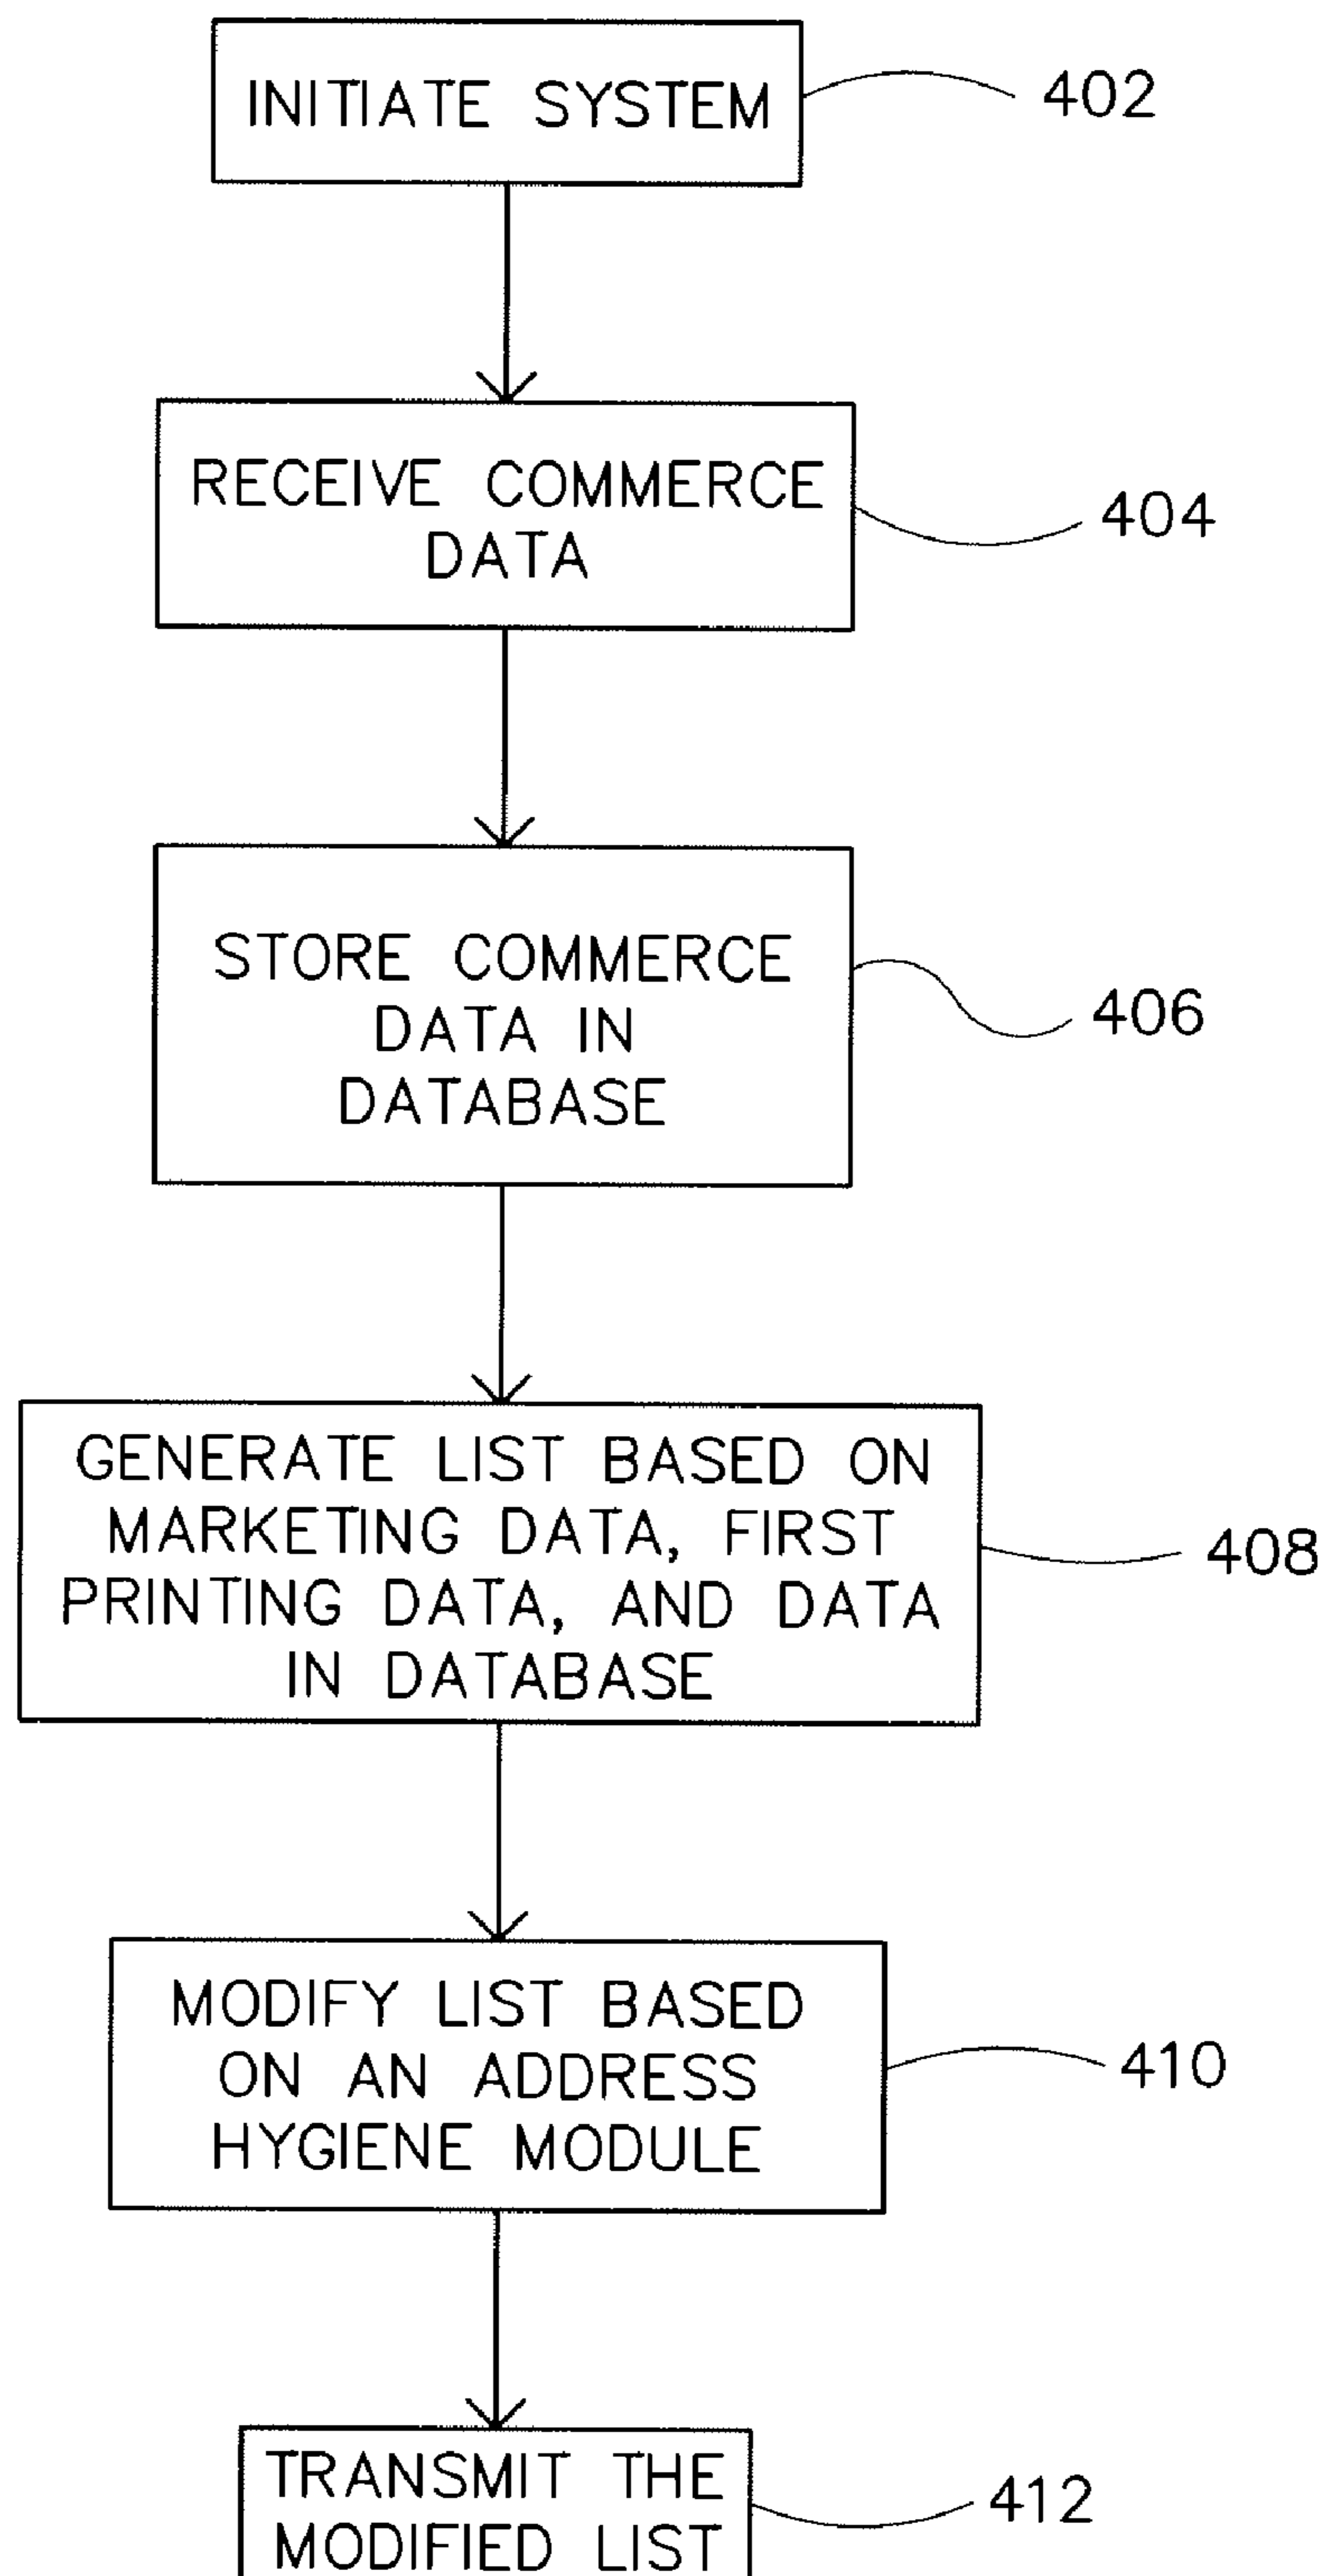 INITIATE SYSTEM
402
RECEIVE COMMERCE
DATA
404
STORE COMMERCE
DATA IN
DATABASE
406
GENERATE LIST BASED ON
MARKETING DATA, FIRST
PRINTING DATA, AND DATA
IN DATABASE
408
MODIFY LIST BASED
ON AN ADDRESS
HYGIENE MODULE
410
TRANSMIT THE
MODIFIED LIST
412